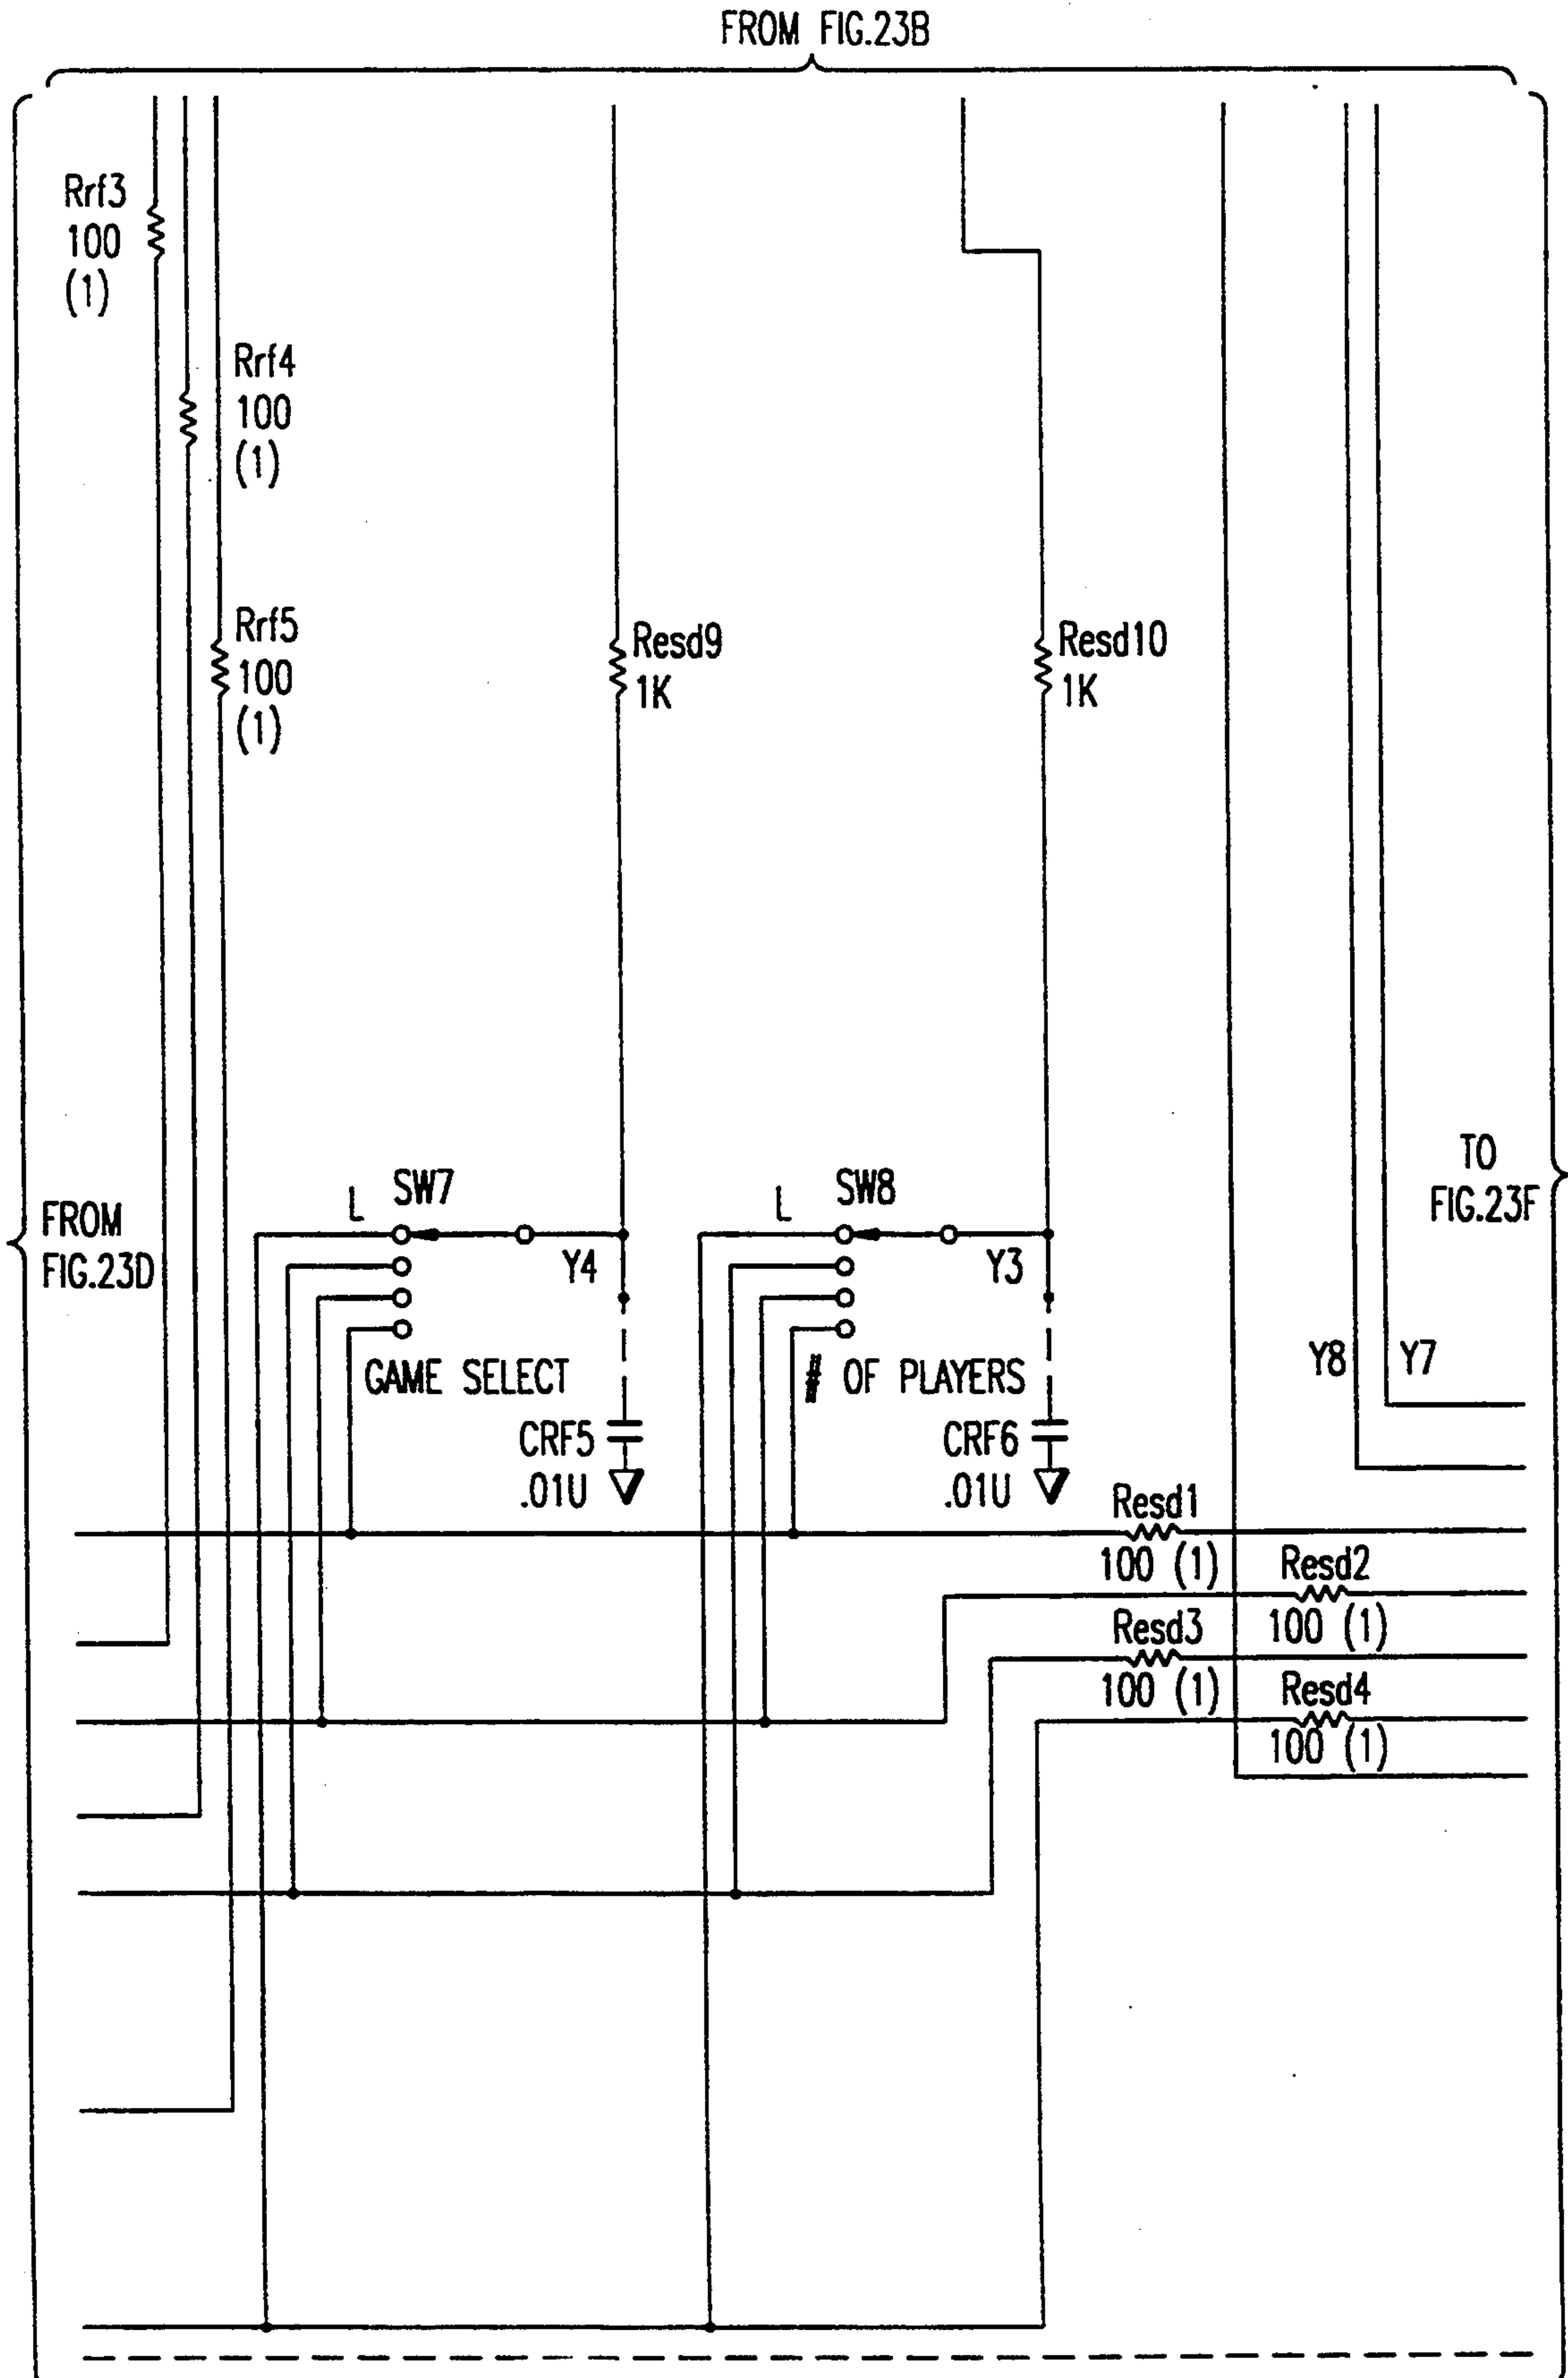 FROM FIG.23B
Rrf3
100
(1)
Rrf4
100
(1)
Rrf5
100
(1)
Resd9
1K
Resd10
1K
FROM
FIG.23D
TO
FIG.23F
L
SW7
Y4
GAME SELECT
CRF5
.01U
L
SW8
Y3
# OF PLAYERS
CRF6
.01U
Y8
Y7
Resd1
100 (1)
Resd2
100 (1)
Resd3
100 (1)
Resd4
100 (1)